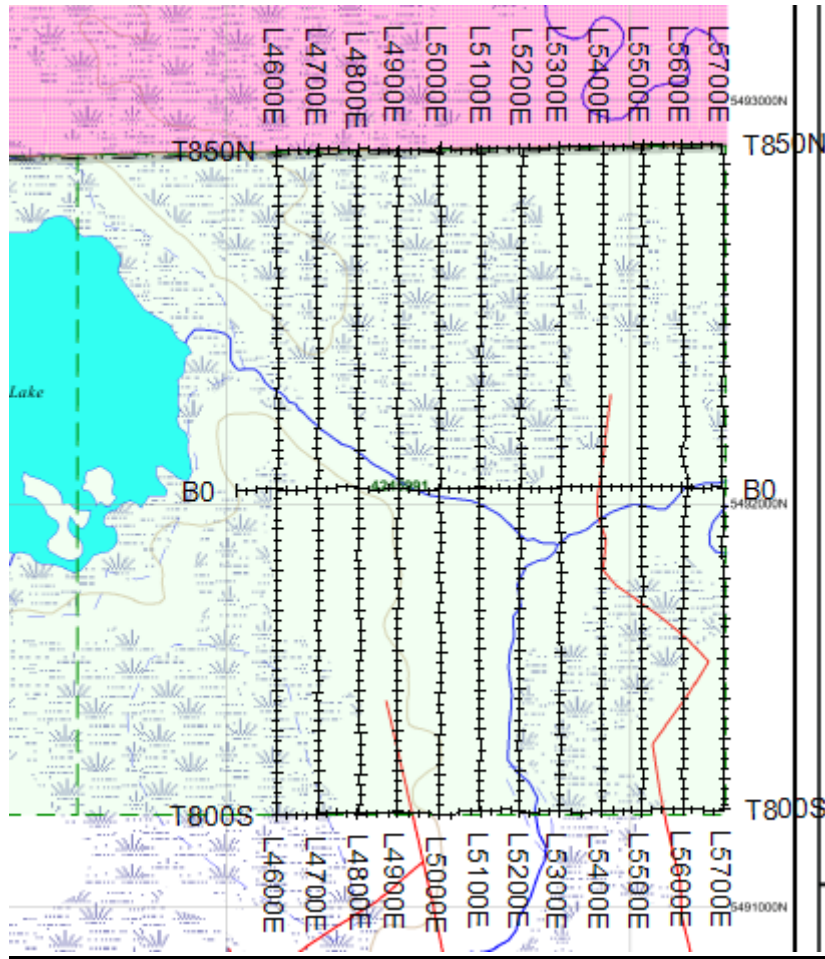 L4600E
L4700E
L4800E
L4900E
L5000E
L5100E
L5200E
L5300E
L5400E
L5500E
L5600E
L5700E
5493000N
T850N
T850N
Lake
B0
B0
5492000N
T800S
T800S
L4600E
L4700E
L4800E
L4900E
L5000E
L5100E
L5200E
L5300E
L5400E
L5500E
L5600E
L5700E
5491000N